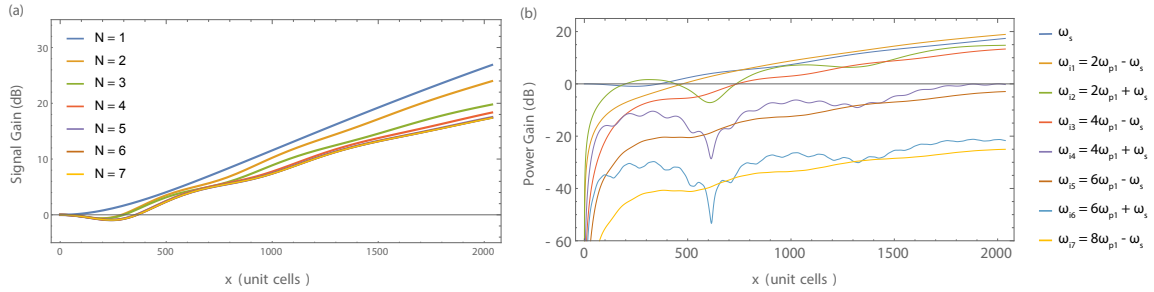 (a)
Signal Gain (dB)
30
20
10
0
N = 1
N = 2
N = 3
N = 4
N = 5
N = 6
N = 7
0 500 1000 1500 2000
x (unit cells)
(b)
Power Gain (dB)
20
0
- 20
- 40
- 60
0 500 1000 1500 2000
x (unit cells)
ωs
ωi1 = 2ωp1 - ωs
ωi2 = 2ωp1 + ωs
ωi3 = 4ωp1 - ωs
ωi4 = 4ωp1 + ωs
ωi5 = 6ωp1 - ωs
ωi6 = 6ωp1 + ωs
ωi7 = 8ωp1 - ωs